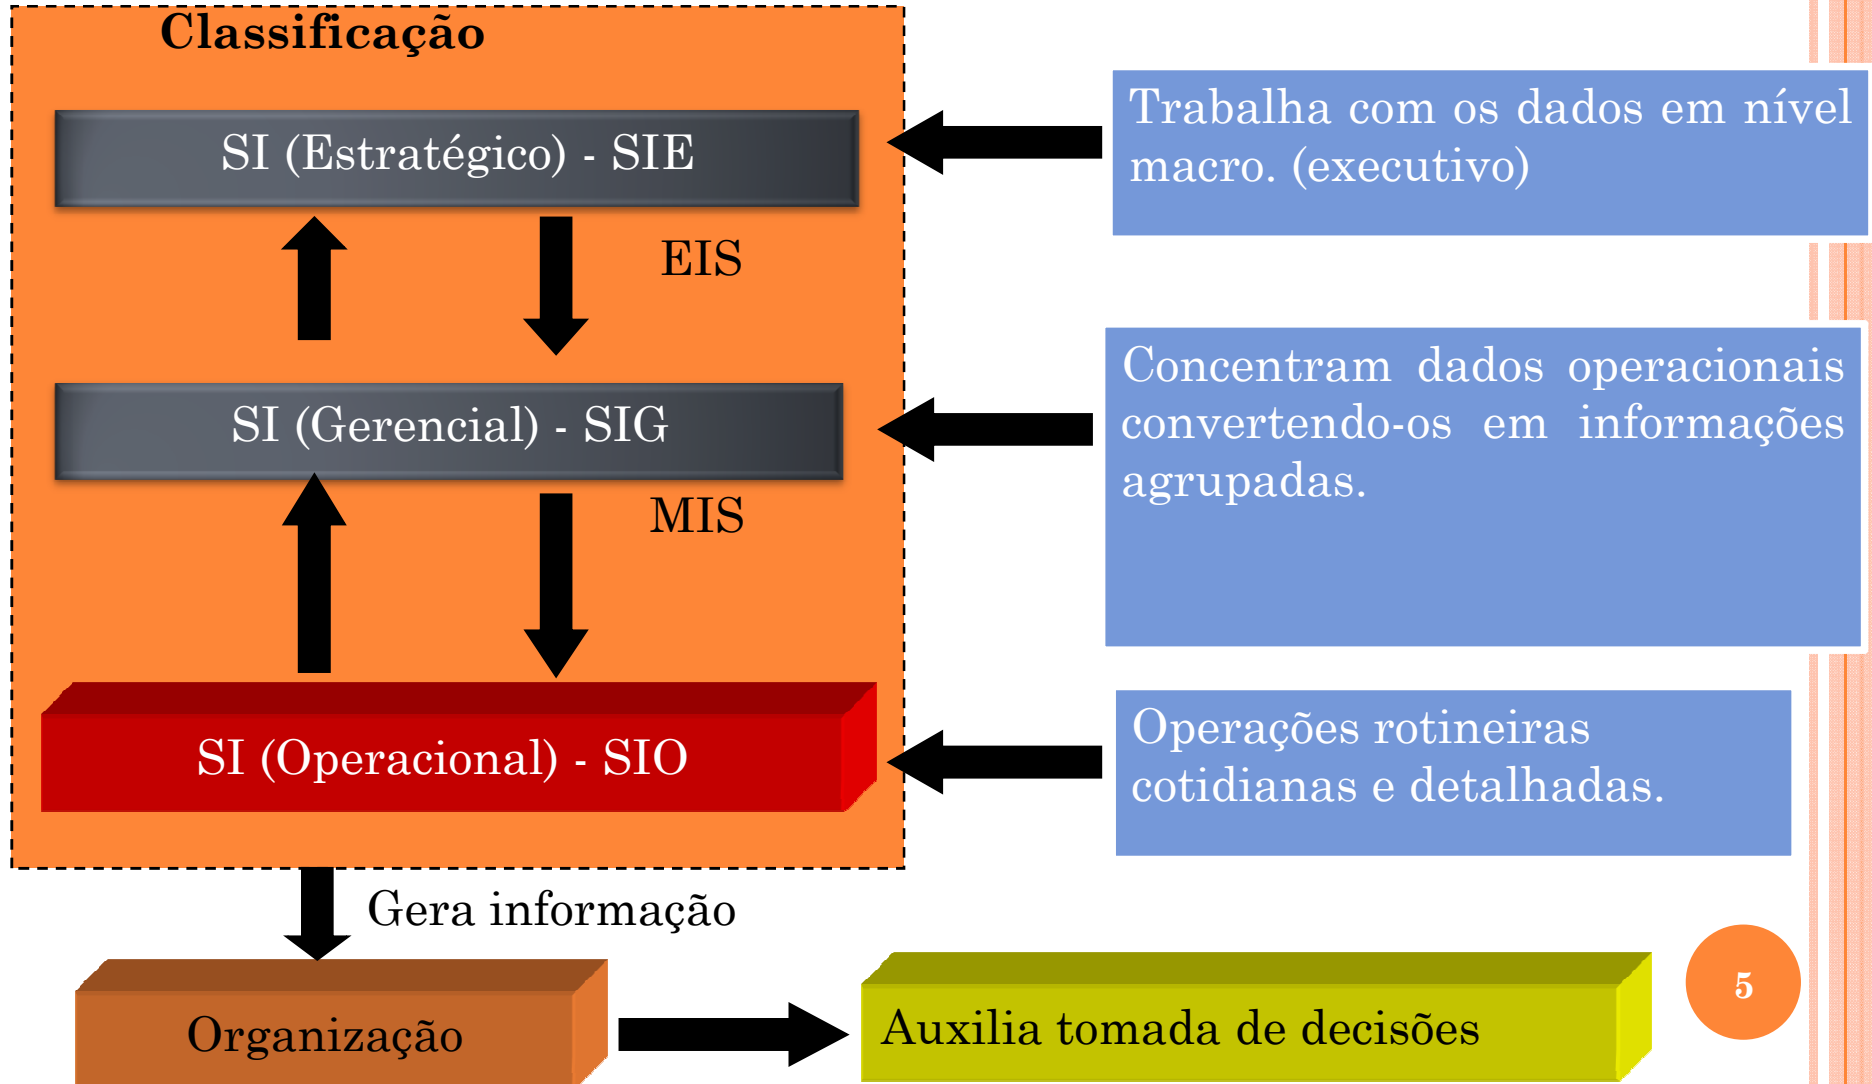 Classificação
SI (Estratégico) - SIE
Trabalha com os dados em nível
macro. (executivo)
EIS
SI (Gerencial) - SIG
Concentram dados operacionais
convertendo-os em informações
agrupadas.
MIS
SI (Operacional) - SIO
Operações rotineiras
cotidianas e detalhadas.
Gera informação
Organização
Auxilia tomada de decisões
5